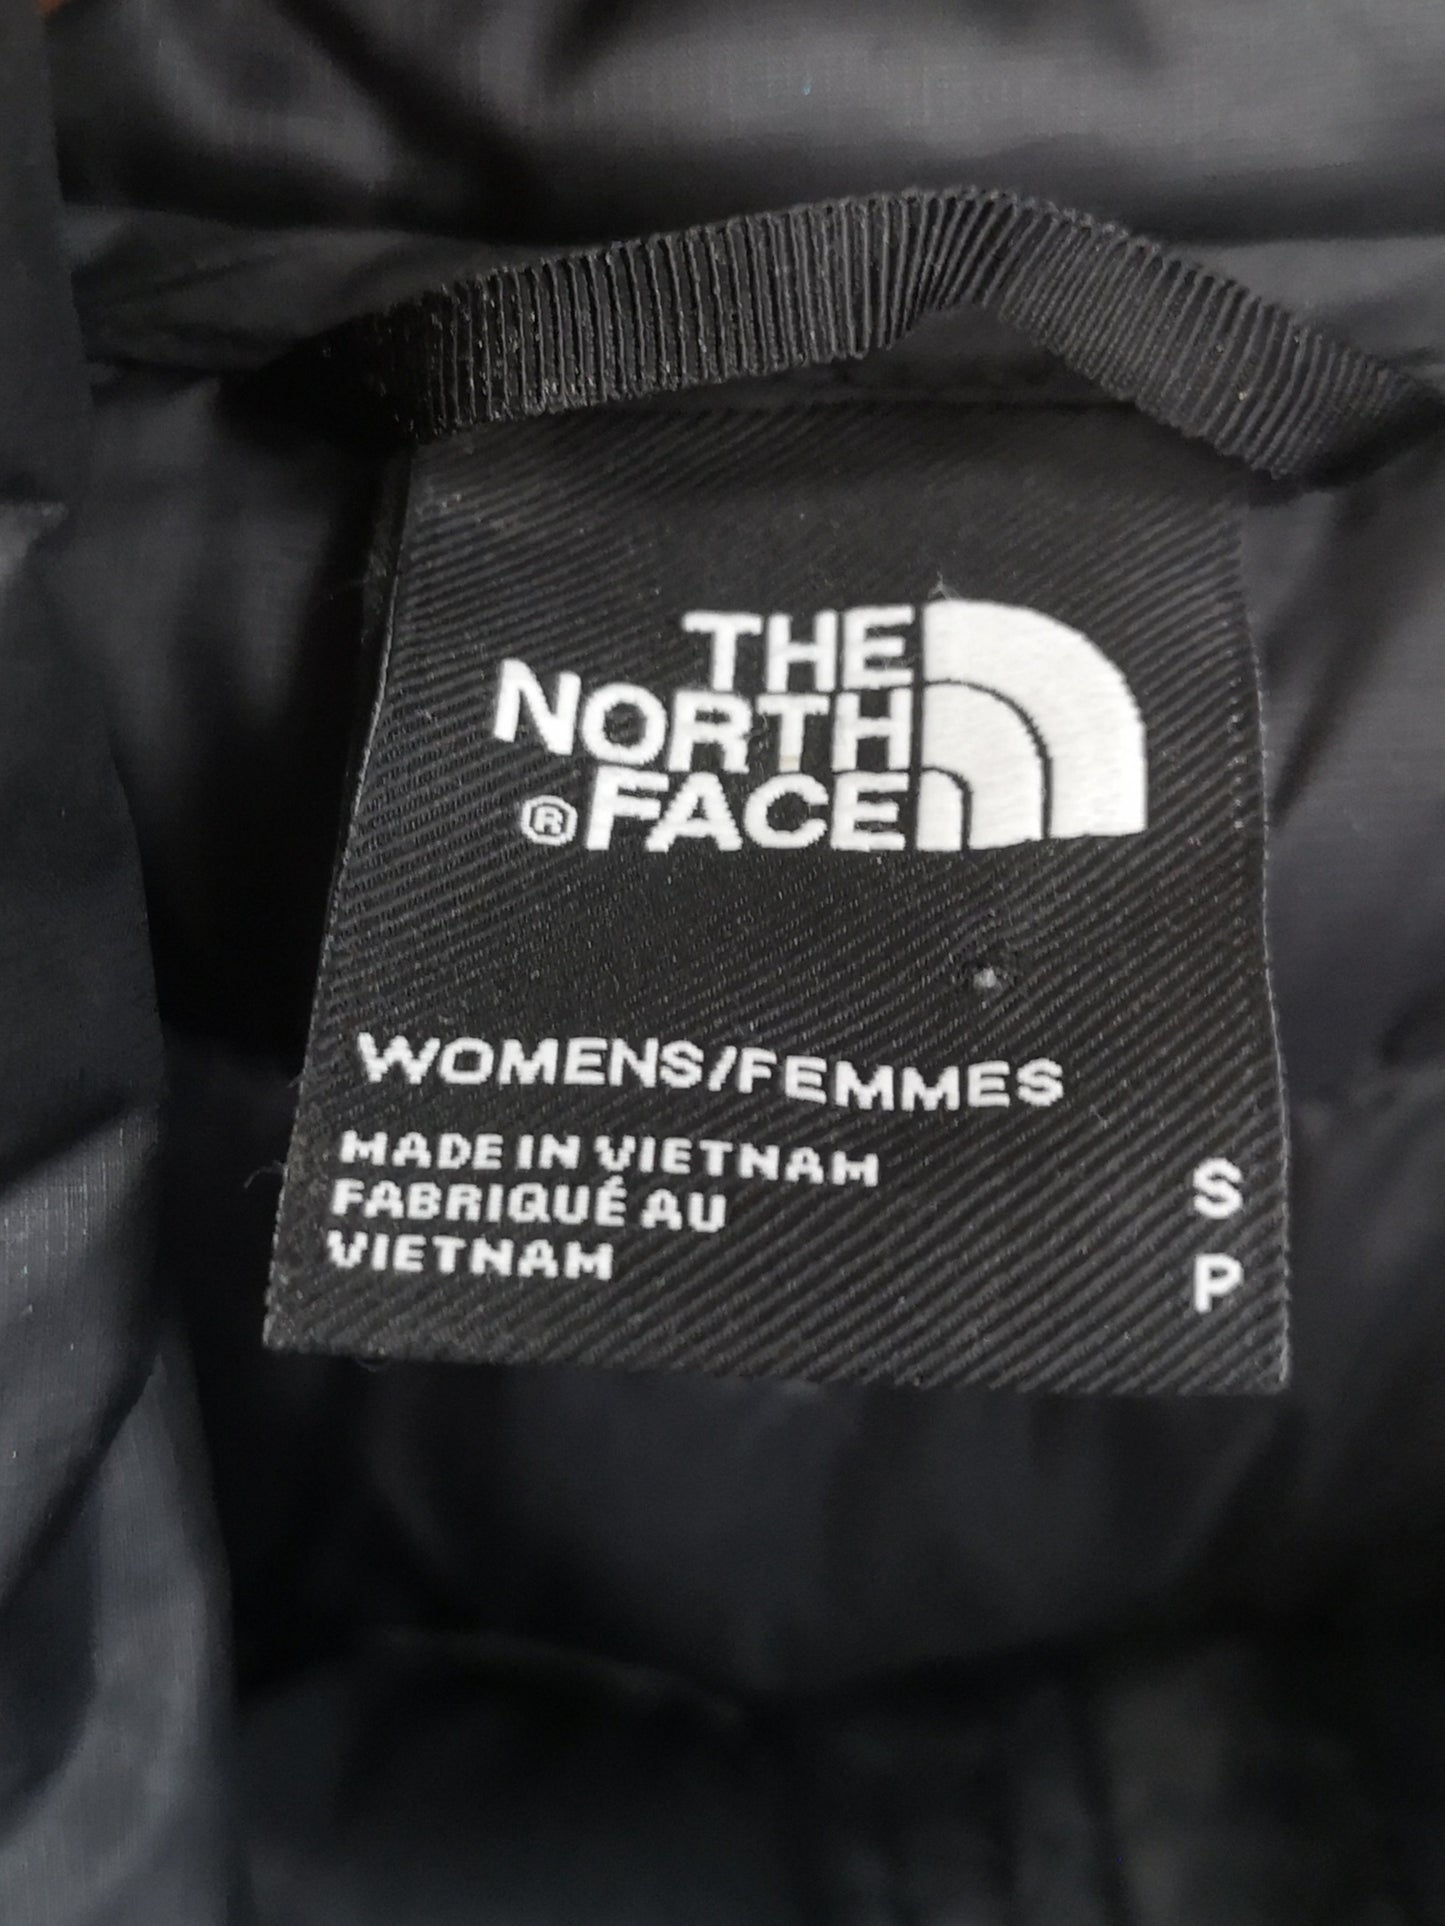 THE
NORTH
®FACE
WOMENS/FEMMES
MADE IN VIETNAM
FABRIQUÉ AU
VIETNAM
S
P